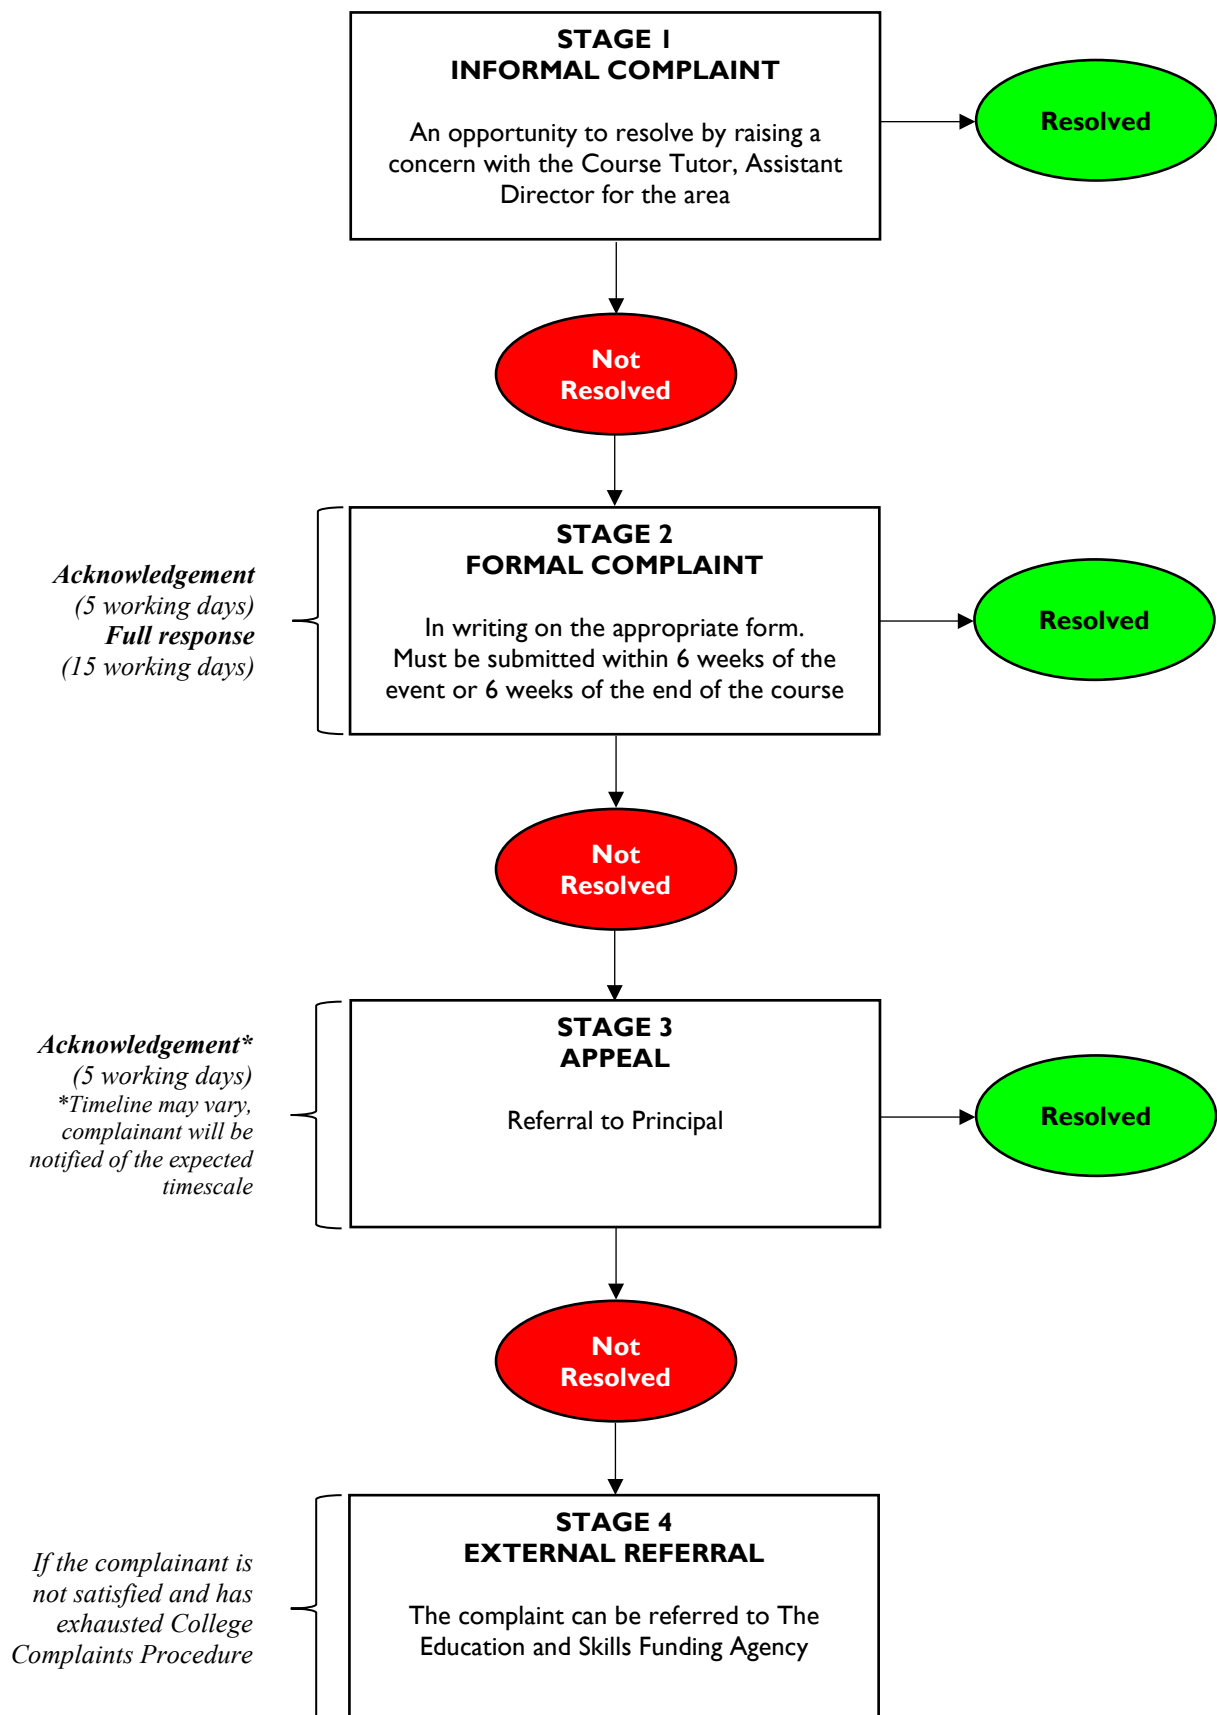 STAGE 1
INFORMAL COMPLAINT
An opportunity to resolve by raising a
concern with the Course Tutor, Assistant
Director for the area
Resolved
Not
Resolved
Acknowledgement
(5 working days)
Full response
(15 working days)
STAGE 2
FORMAL COMPLAINT
In writing on the appropriate form.
Must be submitted within 6 weeks of the
event or 6 weeks of the end of the course
Resolved
Not
Resolved
Acknowledgement*
(5 working days)
*Timeline may vary,
complainant will be
notified of the expected
timescale
STAGE 3
APPEAL
Referral to Principal
Resolved
Not
Resolved
If the complainant is
not satisfied and has
exhausted College
Complaints Procedure
STAGE 4
EXTERNAL REFERRAL
The complaint can be referred to The
Education and Skills Funding Agency